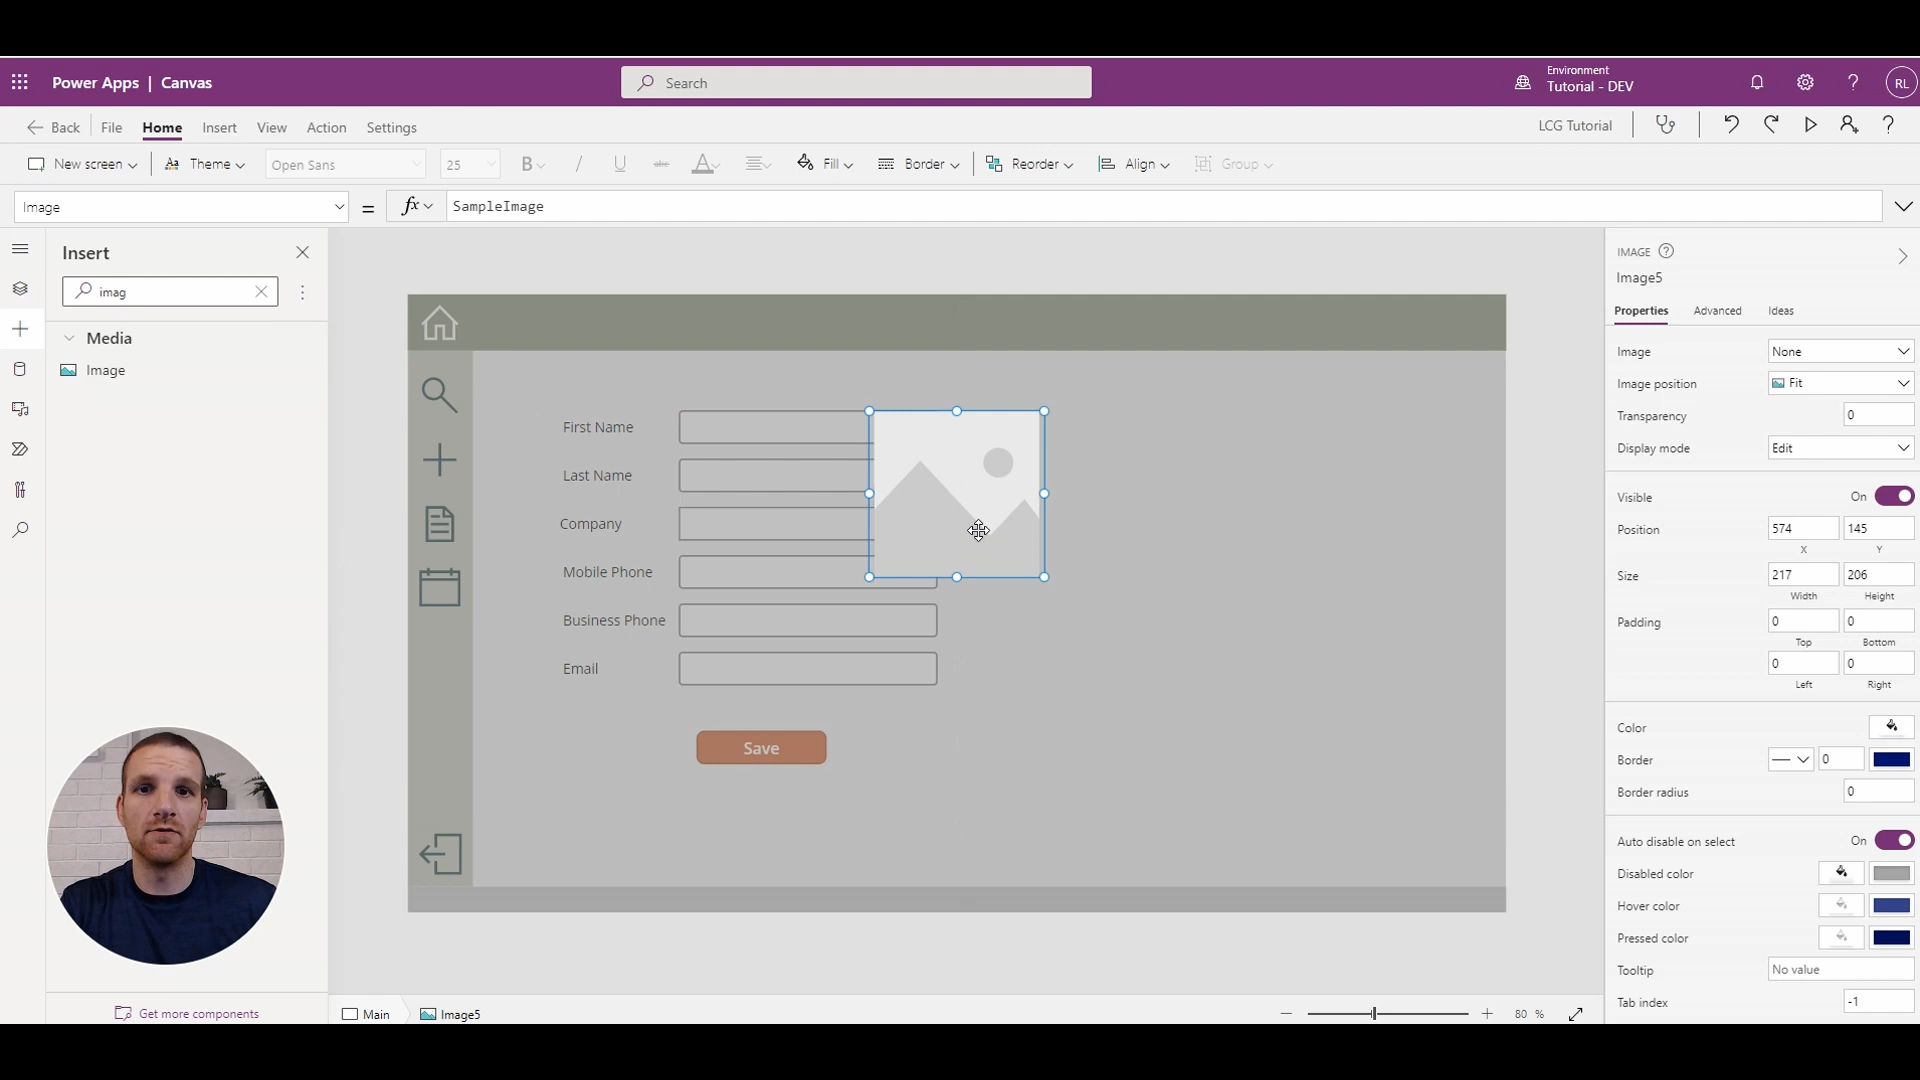 Power Apps | Canvas
Search
Environment
Tutorial - DEV
RL
Back
File
Home
Insert
View
Action
Settings
LCG Tutorial
New screen
Theme
Open Sans
25
B
I
U
abc
A
Fill
Border
Reorder
Align
Group
Image
=
fx
SampleImage
Insert
imag
Media
Image
Get more components
First Name
Last Name
Company
Mobile Phone
Business Phone
Email
Save
Main
Image5
80 %
IMAGE
Image5
Properties
Advanced
Ideas
Image
None
Image position
Fit
Transparency
0
Display mode
Edit
Visible
On
Position
574
145
X
Y
Size
217
206
Width
Height
Padding
0
0
Top
Bottom
0
0
Left
Right
Color
Border
0
Border radius
0
Auto disable on select
On
Disabled color
Hover color
Pressed color
Tooltip
No value
Tab index
-1